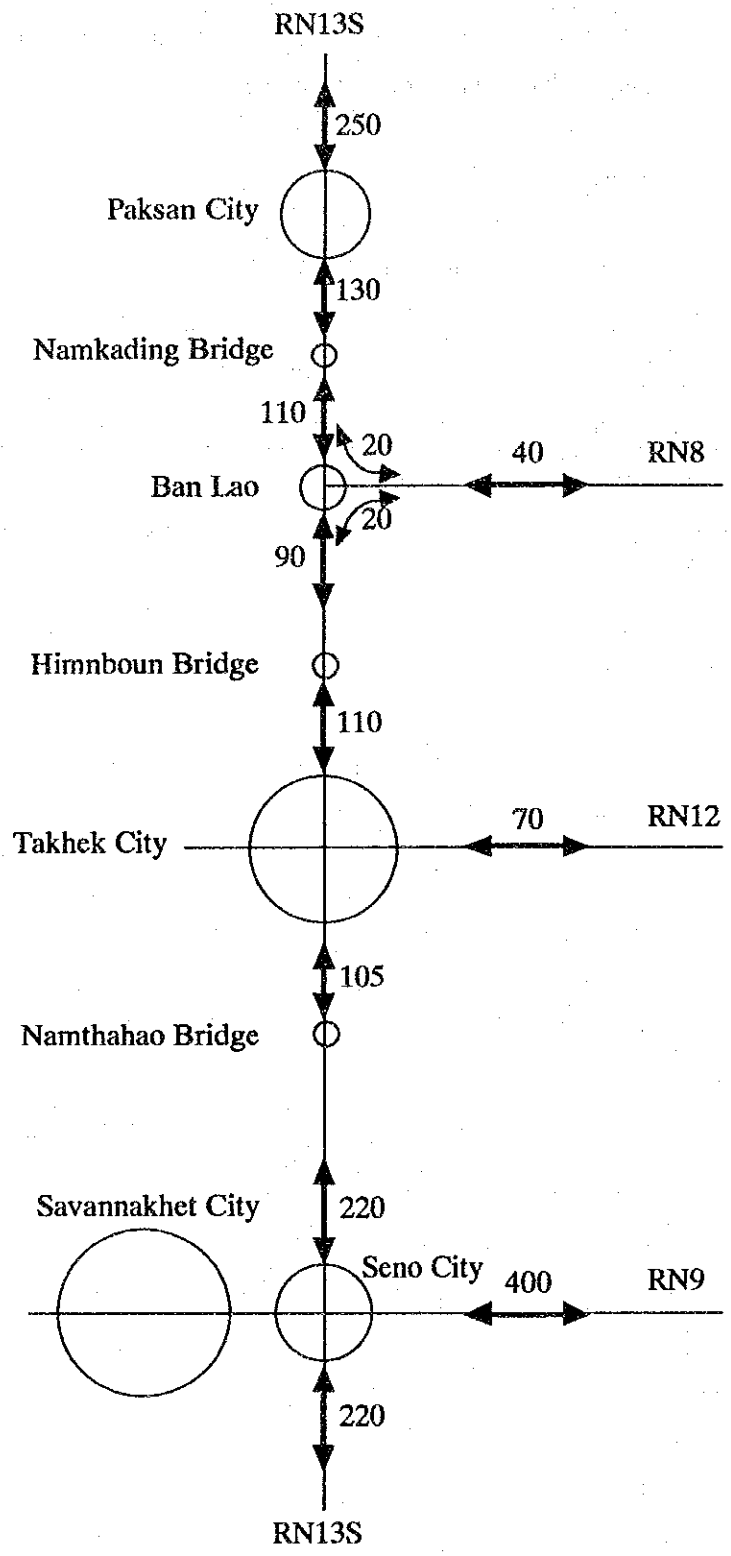 RN13S
250
Paksan City
130
Namkading Bridge
110
20
40
RN8
Ban Lao
20
90
Himnboun Bridge
110
Takhek City
70
RN12
105
Namthahao Bridge
Savannakhet City
220
Seno City
400
RN9
220
RN13S